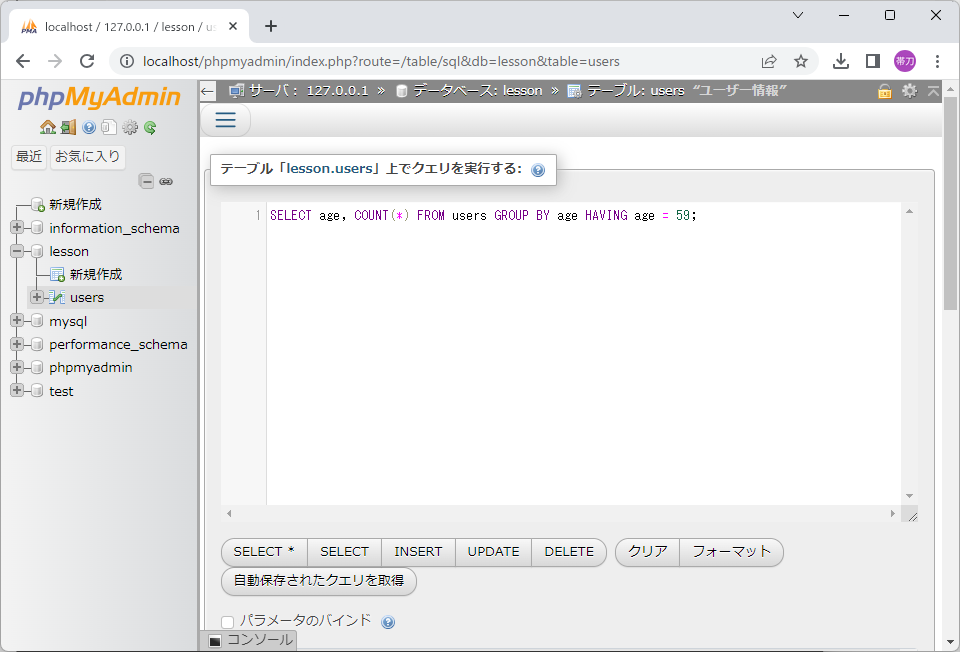 localhost / 127.0.0.1 / lesson / us
localhost/phpmyadmin/index.php?route=/table/sql&db=lesson&table=users
帯刀
phpMyAdmin
最近 お気に入り
新規作成
information_schema
lesson
新規作成
users
mysql
performance_schema
phpmyadmin
test
サーバ: 127.0.0.1 » データベース: lesson » テーブル: users “ユーザー情報”
テーブル「lesson.users」上でクエリを実行する:
1 SELECT age, COUNT(*) FROM users GROUP BY age HAVING age = 59;
SELECT * SELECT INSERT UPDATE DELETE クリア フォーマット
自動保存されたクエリを取得
パラメータのバインド
コンソール